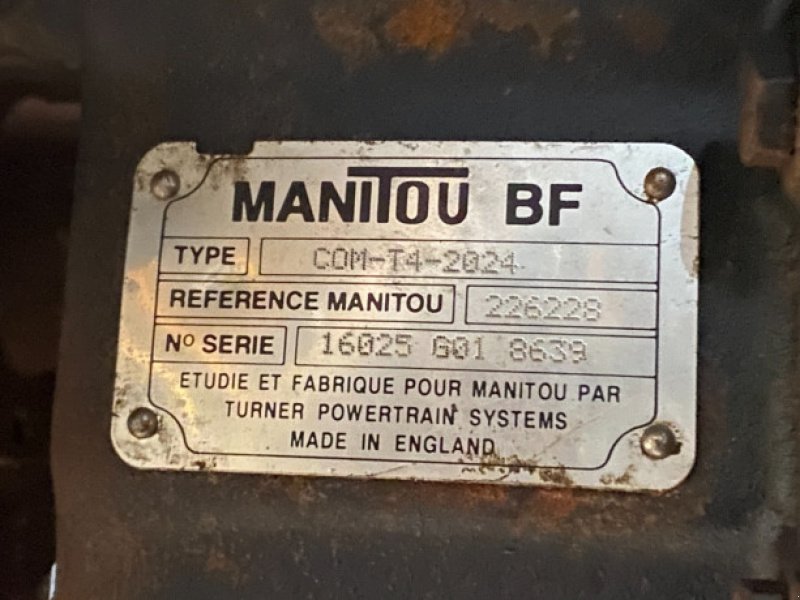 MANITOU BF
TYPE COM-T4-2024
REFERENCE MANITOU 226228
Nº SERIE 16025 G01 8639
ETUDIE ET FABRIQUE POUR MANITOU PAR
TURNER POWERTRAIN SYSTEMS
MADE IN ENGLAND